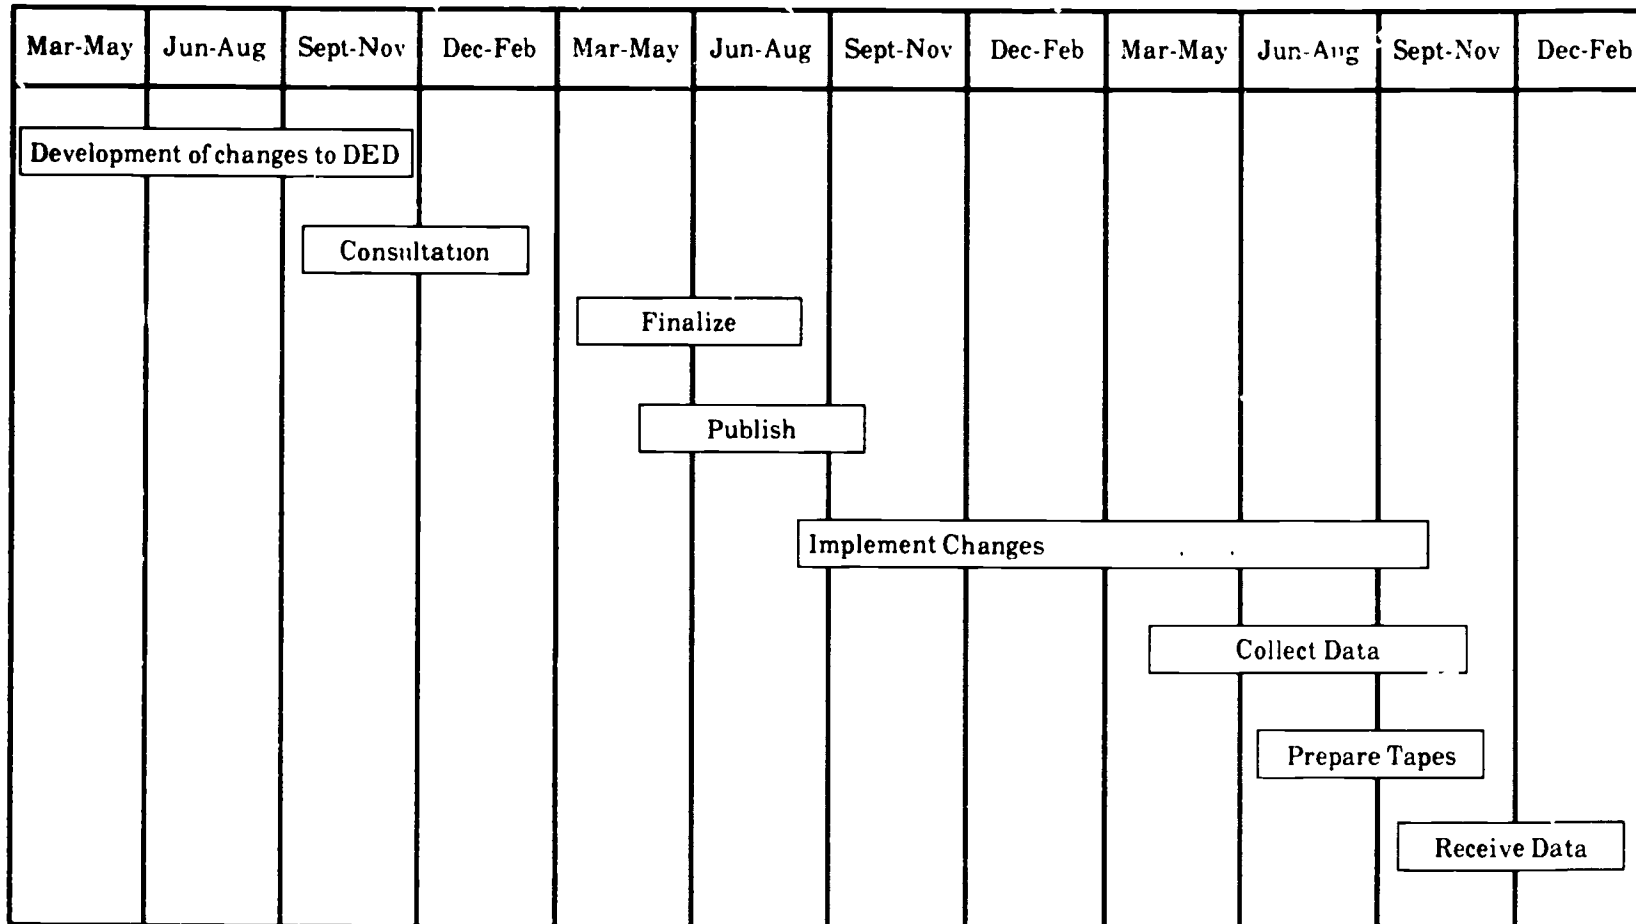 Mar-May Jun-Aug Sept-Nov Dec-Feb Mar-May Jun-Aug Sept-Nov Dec-Feb Mar-May Jun-Aug Sept-Nov Dec-Feb
Development of changes to DED
Consultation
Finalize
Publish
Implement Changes
Collect Data
Prepare Tapes
Receive Data